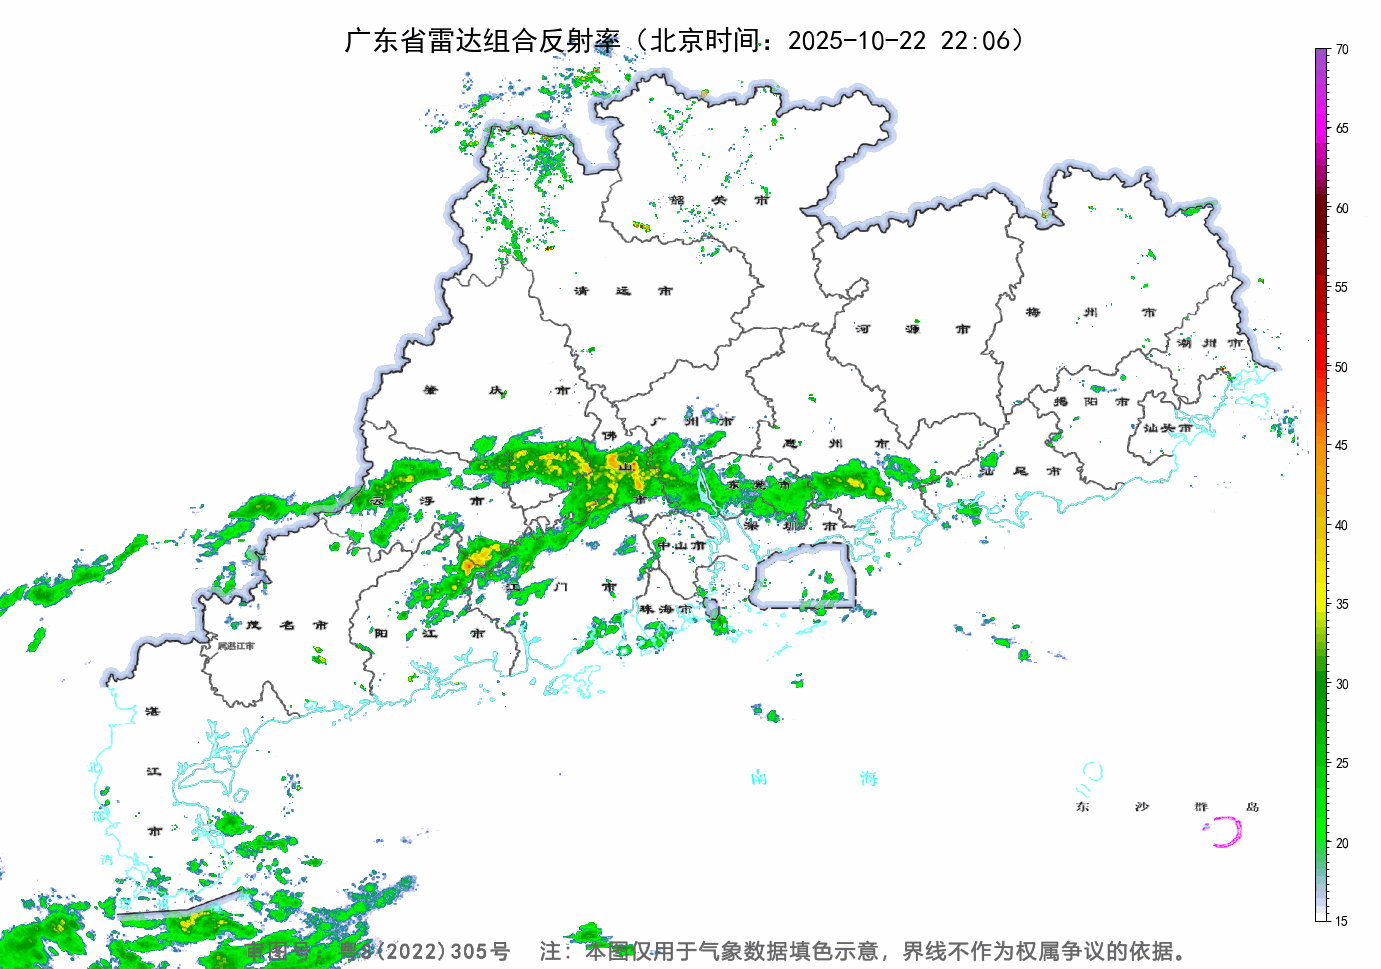 广东省雷达组合反射率（北京时间：2025-10-22 22:06）
70
65
60
55
50
45
40
35
30
25
20
15
韶关市
清远市
河源市
梅州市
潮州市
肇庆市
揭阳市
汕头市
广州市
佛山市
惠州市
汕尾市
云浮市
东莞市
深圳市
中山市
江门市
珠海市
茂名市
阳江市
属湛江市
湛江市
北部湾
南海
东沙群岛
审图号：粤S(2022)305号 注：本图仅用于气象数据填色示意，界线不作为权属争议的依据。